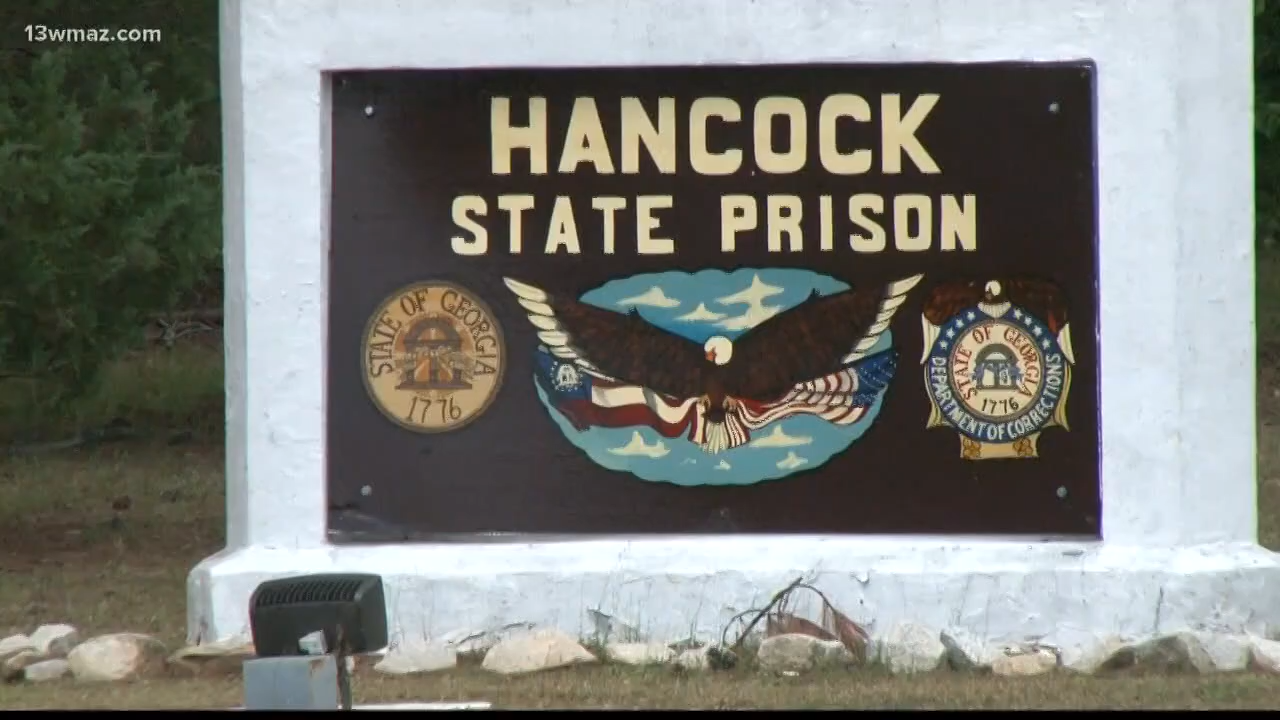 13wmaz.com
HANCOCK
STATE PRISON
STATE OF GEORGIA
1776
STATE OF GEORGIA
1776
DEPARTMENT OF CORRECTIONS